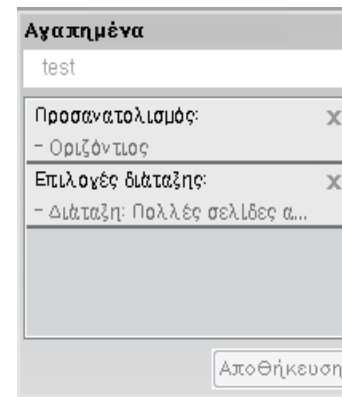 Αγαπημένα
test
Προσανατολισμός: x
- Οριζόντιος
Επιλογές διάταξης: x
- Διάταξη: Πολλές σελίδες α...
Αποθήκευση